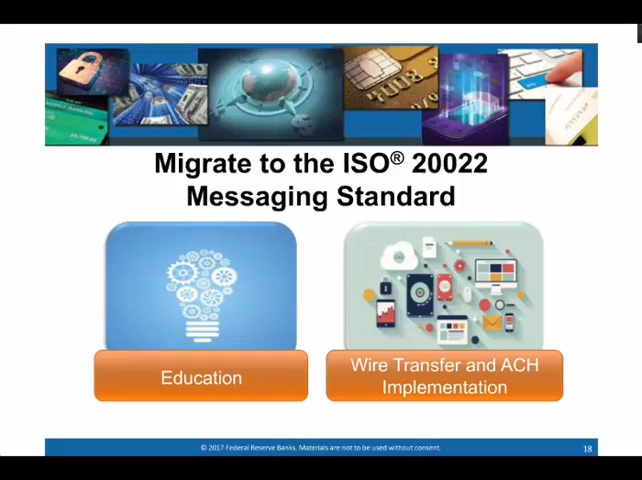 Migrate to the ISO® 20022
Messaging Standard
Education
Wire Transfer and ACH
Implementation
© 2017 Federal Reserve Banks. Materials are not to be used without consent.
18